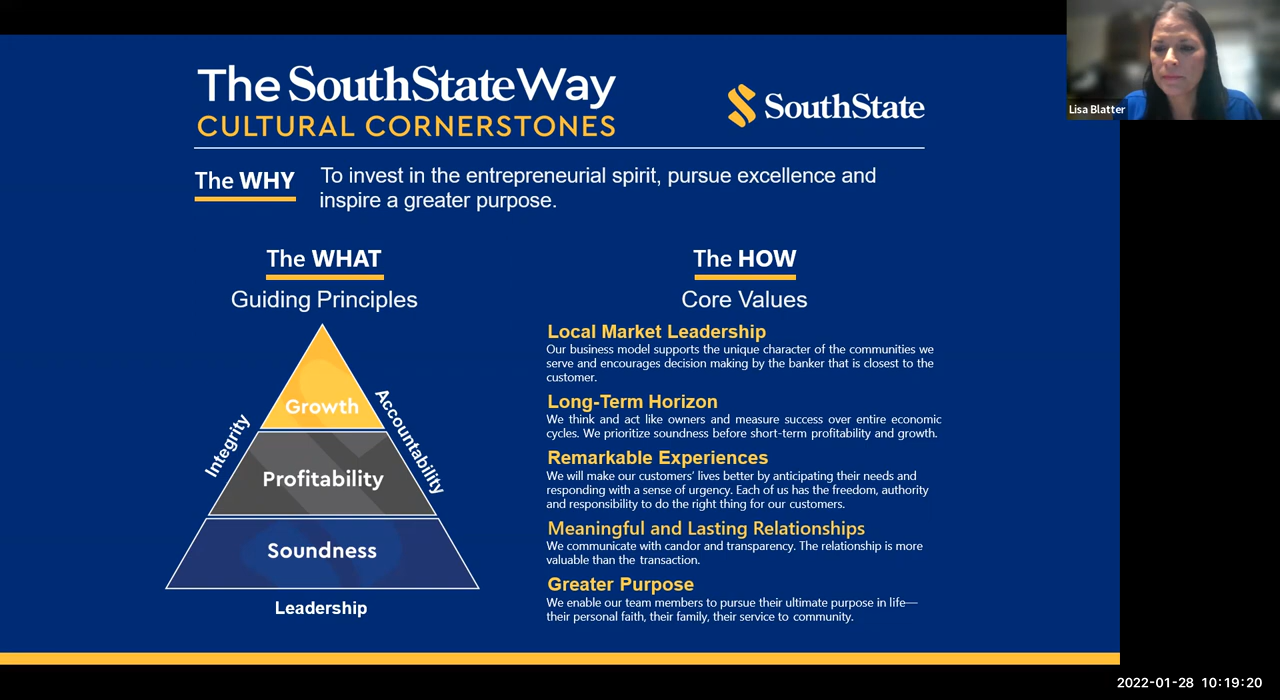 The SouthState Way
CULTURAL CORNERSTONES
SouthState
Lisa Blatter
The WHY
To invest in the entrepreneurial spirit, pursue excellence and
inspire a greater purpose.
The WHAT
Guiding Principles
Growth
Profitability
Soundness
Integrity
Accountability
Leadership
The HOW
Core Values
Local Market Leadership
Our business model supports the unique character of the communities we
serve and encourages decision making by the banker that is closest to the
customer.
Long-Term Horizon
We think and act like owners and measure success over entire economic
cycles. We prioritize soundness before short-term profitability and growth.
Remarkable Experiences
We will make our customers' lives better by anticipating their needs and
responding with a sense of urgency. Each of us has the freedom, authority
and responsibility to do the right thing for our customers.
Meaningful and Lasting Relationships
We communicate with candor and transparency. The relationship is more
valuable than the transaction.
Greater Purpose
We enable our team members to pursue their ultimate purpose in life—
their personal faith, their family, their service to community.
2022-01-28 10:19:20